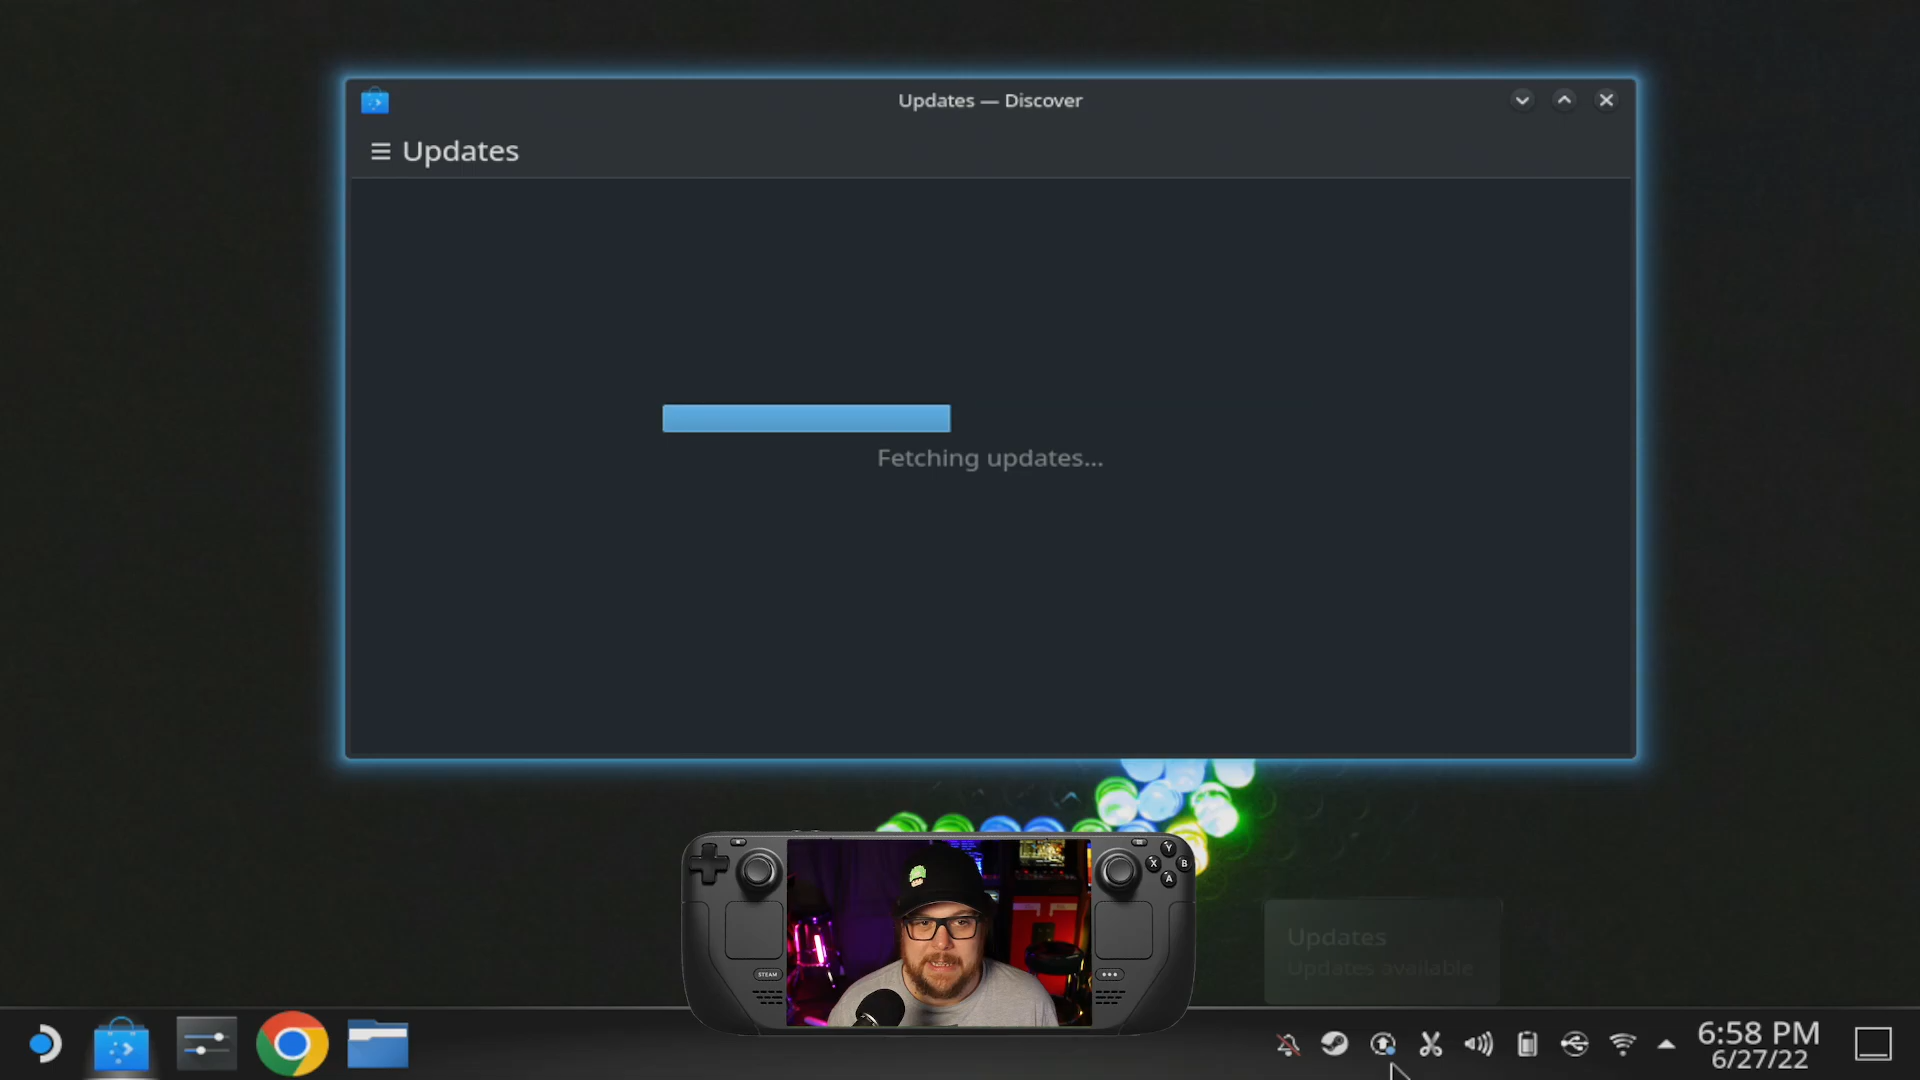 Updates — Discover
Updates
Fetching updates...
Y
X
B
A
STEAM
Updates
Updates available
6:58 PM
6/27/22